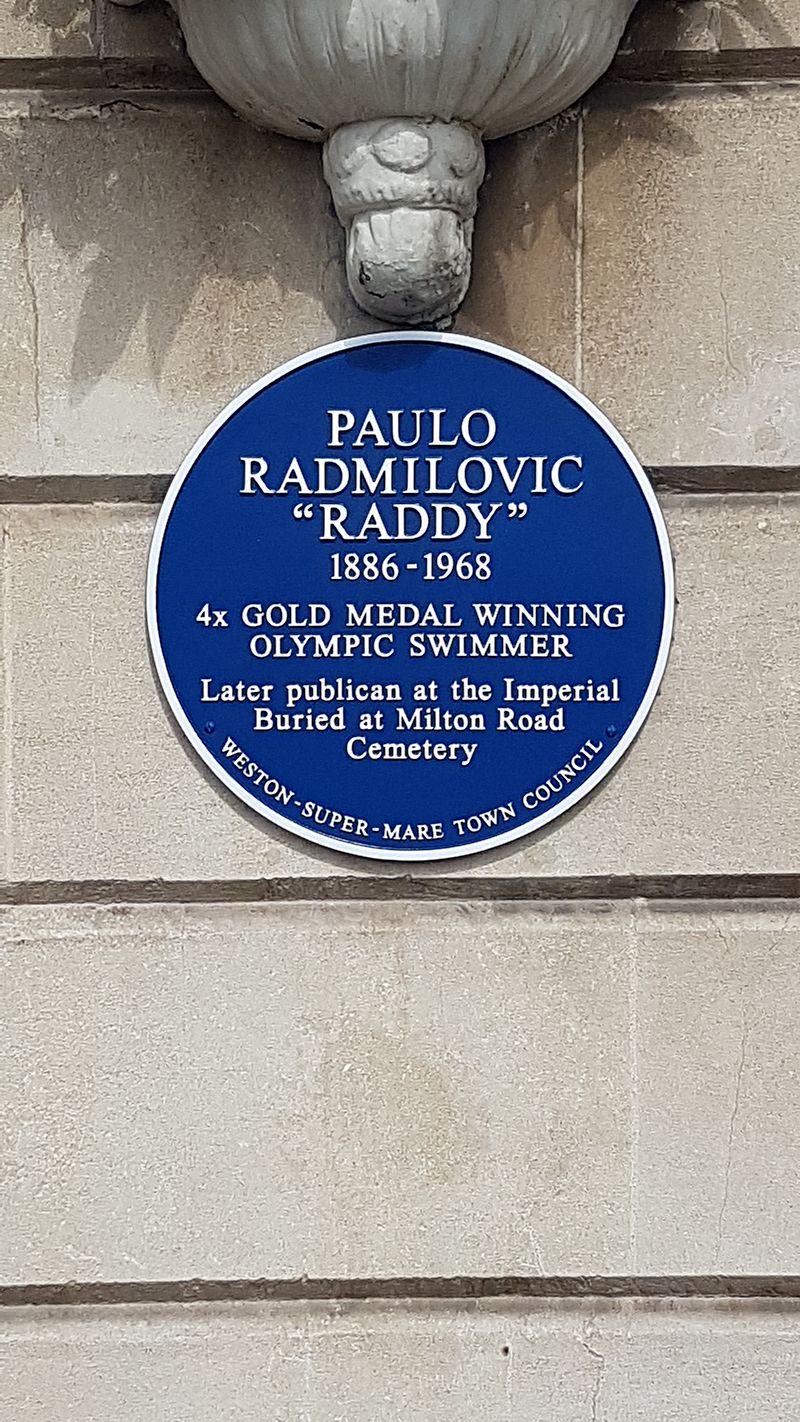 PAULO
RADMILOVIC
“RADDY”
1886-1968
4x GOLD MEDAL WINNING
OLYMPIC SWIMMER
Later publican at the Imperial
Buried at Milton Road
Cemetery
WESTON-SUPER-MARE TOWN COUNCIL